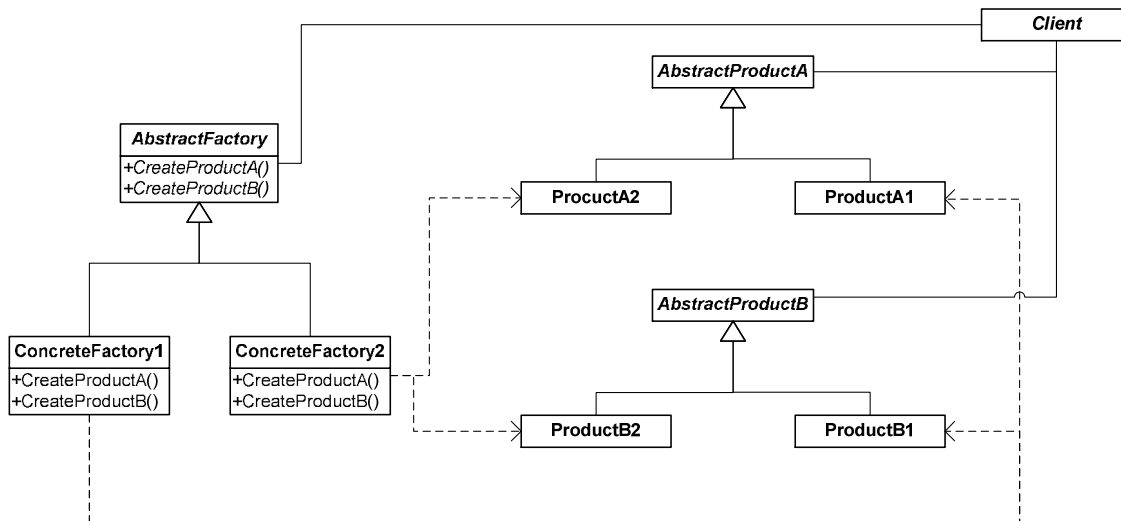 Client
AbstractProductA
AbstractFactory
+CreateProductA()
+CreateProductB()
ProcuctA2
ProductA1
AbstractProductB
ConcreteFactory1
+CreateProductA()
+CreateProductB()
ConcreteFactory2
+CreateProductA()
+CreateProductB()
ProductB2
ProductB1